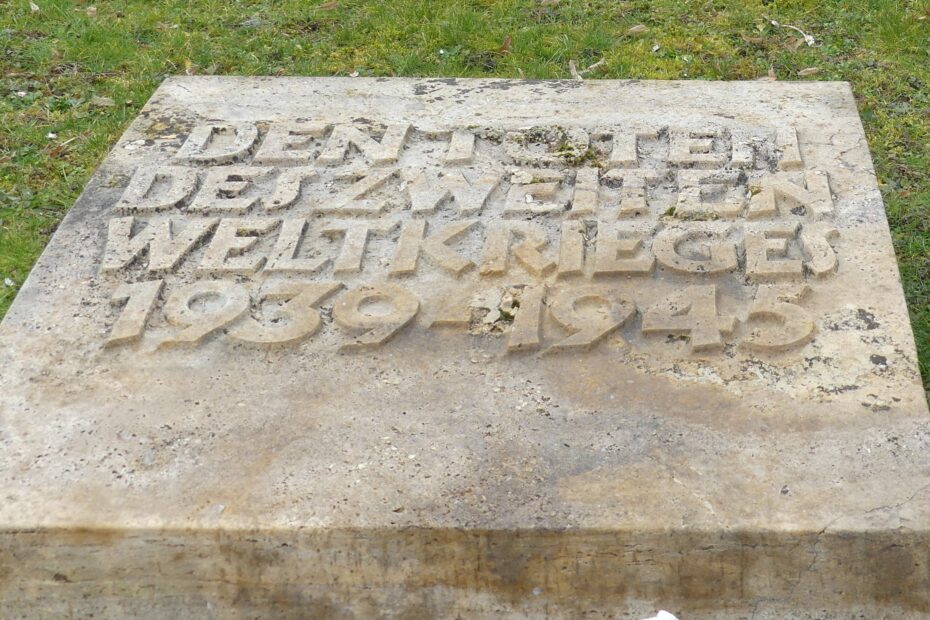 DEN TOTEN
DES ZWEITEN
WELTKRIEGES
1939-1945